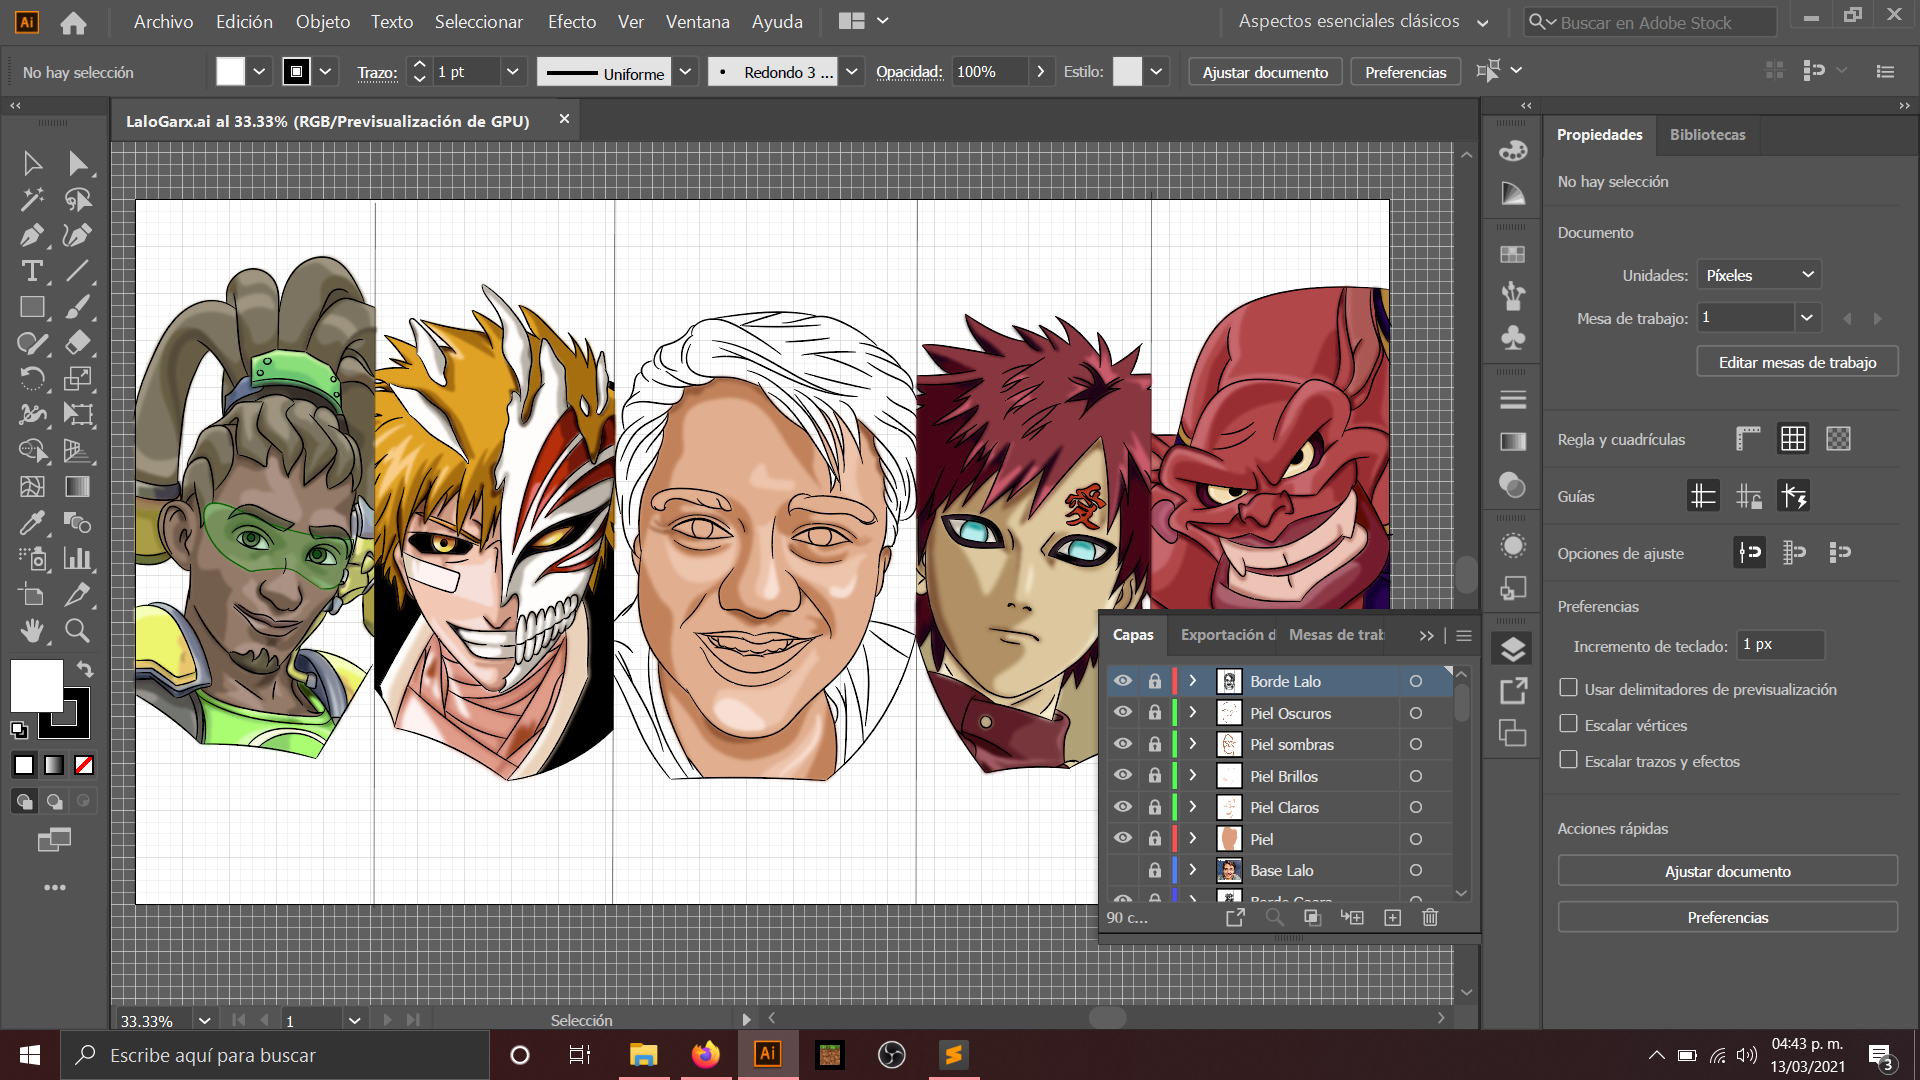 Ai
Archivo Edición Objeto Texto Seleccionar Efecto Ver Ventana Ayuda
Aspectos esenciales clásicos
Buscar en Adobe Stock
No hay selección
Trazo: 1 pt
Uniforme
Redondo 3 ...
Opacidad: 100%
Estilo:
Ajustar documento
Preferencias
LaloGarx.ai al 33.33% (RGB/Previsualización de GPU)
愛
Propiedades Bibliotecas
No hay selección
Documento
Unidades: Píxeles
Mesa de trabajo: 1
Editar mesas de trabajo
Regla y cuadrículas
Guías
Opciones de ajuste
Preferencias
Incremento de teclado: 1 px
Usar delimitadores de previsualización
Escalar vértices
Escalar trazos y efectos
Acciones rápidas
Ajustar documento
Preferencias
Capas Exportación d Mesas de trab
Borde Lalo
Piel Oscuros
Piel sombras
Piel Brillos
Piel Claros
Piel
Base Lalo
Borde Gaara
90 c...
33.33%
1
Selección
Escribe aquí para buscar
Ai
04:43 p. m.
13/03/2021
3